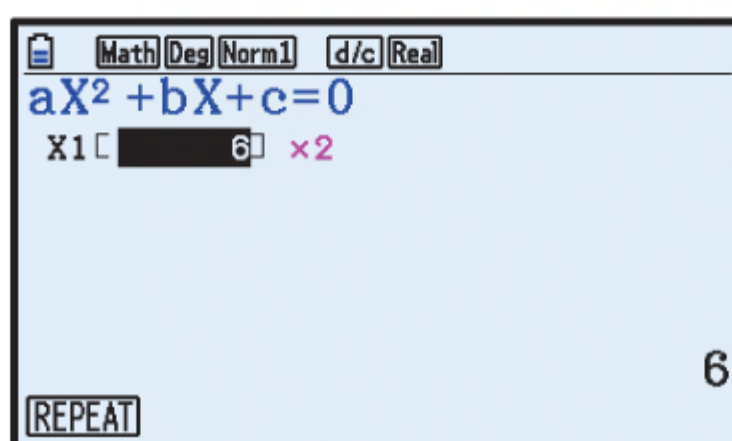 Math Deg Norm1 d/c Real
aX² +bX+c=0
X1[ 6] ×2
6
REPEAT